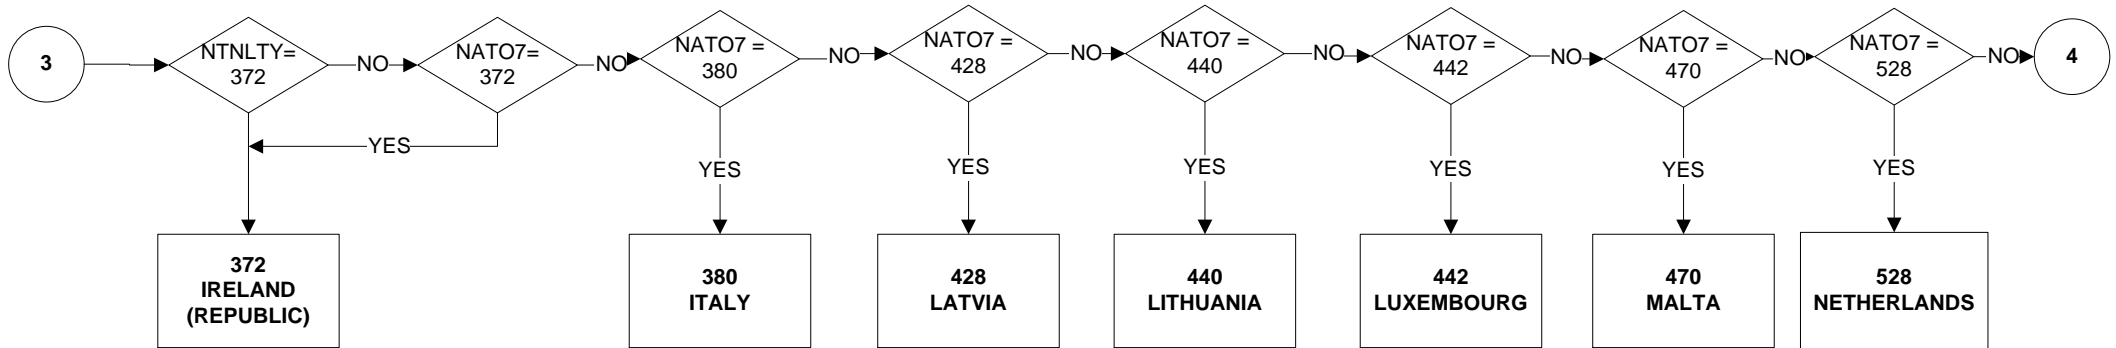 3
NTNLTY=
372
NO
NATO7=
372
NO
NATO7 =
380
NO
NATO7 =
428
NO
NATO7 =
440
NO
NATO7 =
442
NO
NATO7 =
470
NO
NATO7 =
528
NO
4
YES
YES
YES
YES
YES
YES
YES
372
IRELAND
(REPUBLIC)
380
ITALY
428
LATVIA
440
LITHUANIA
442
LUXEMBOURG
470
MALTA
528
NETHERLANDS